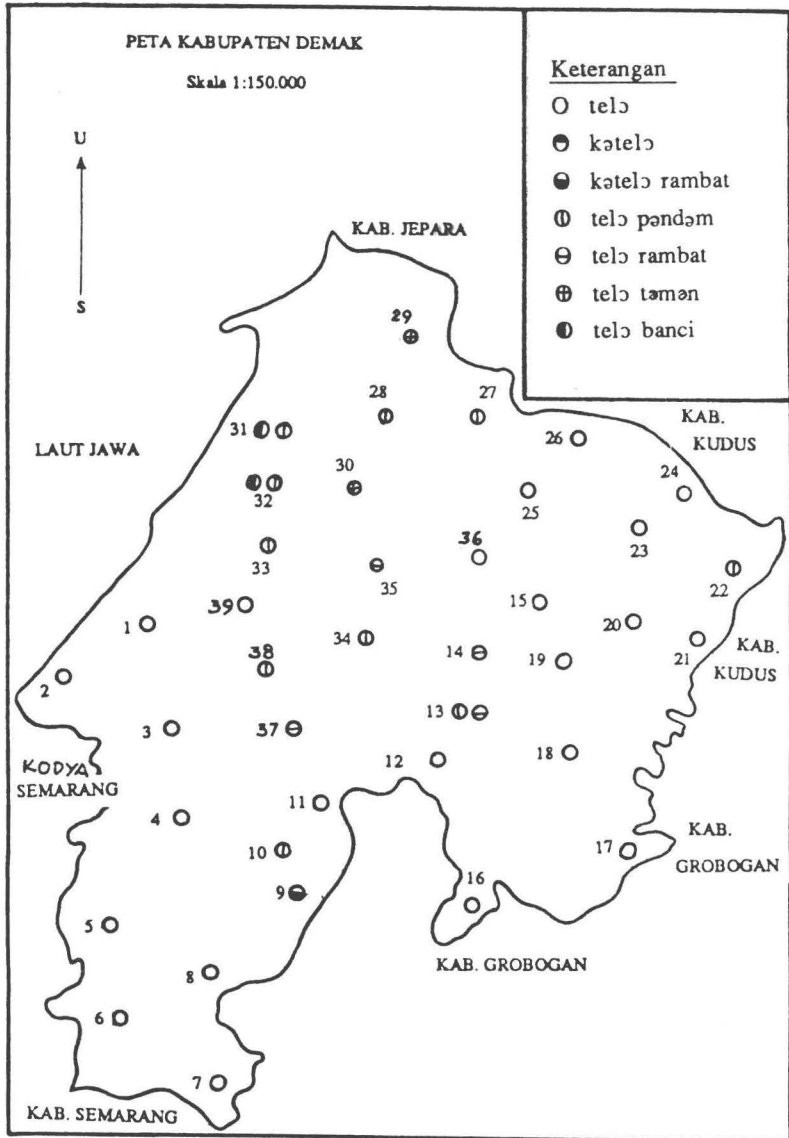 PETA KABUPATEN DEMAK
Skala 1:150.000
U
S
Keterangan
telɔ
kətelɔ
kətelɔ rambat
telɔ pəndəm
telɔ rambat
telɔ təmən
telɔ banci
KAB. JEPARA
29
28
27
31
LAUT JAWA
KAB.
KUDUS
26
24
30
32
25
23
36
33
35
22
39
15
1
20
34
38
14
19
21
KAB.
KUDUS
2
13
3
37
12
18
KODYA
SEMARANG
11
4
10
17
KAB.
GROBOGAN
9
16
5
KAB. GROBOGAN
8
6
7
KAB. SEMARANG